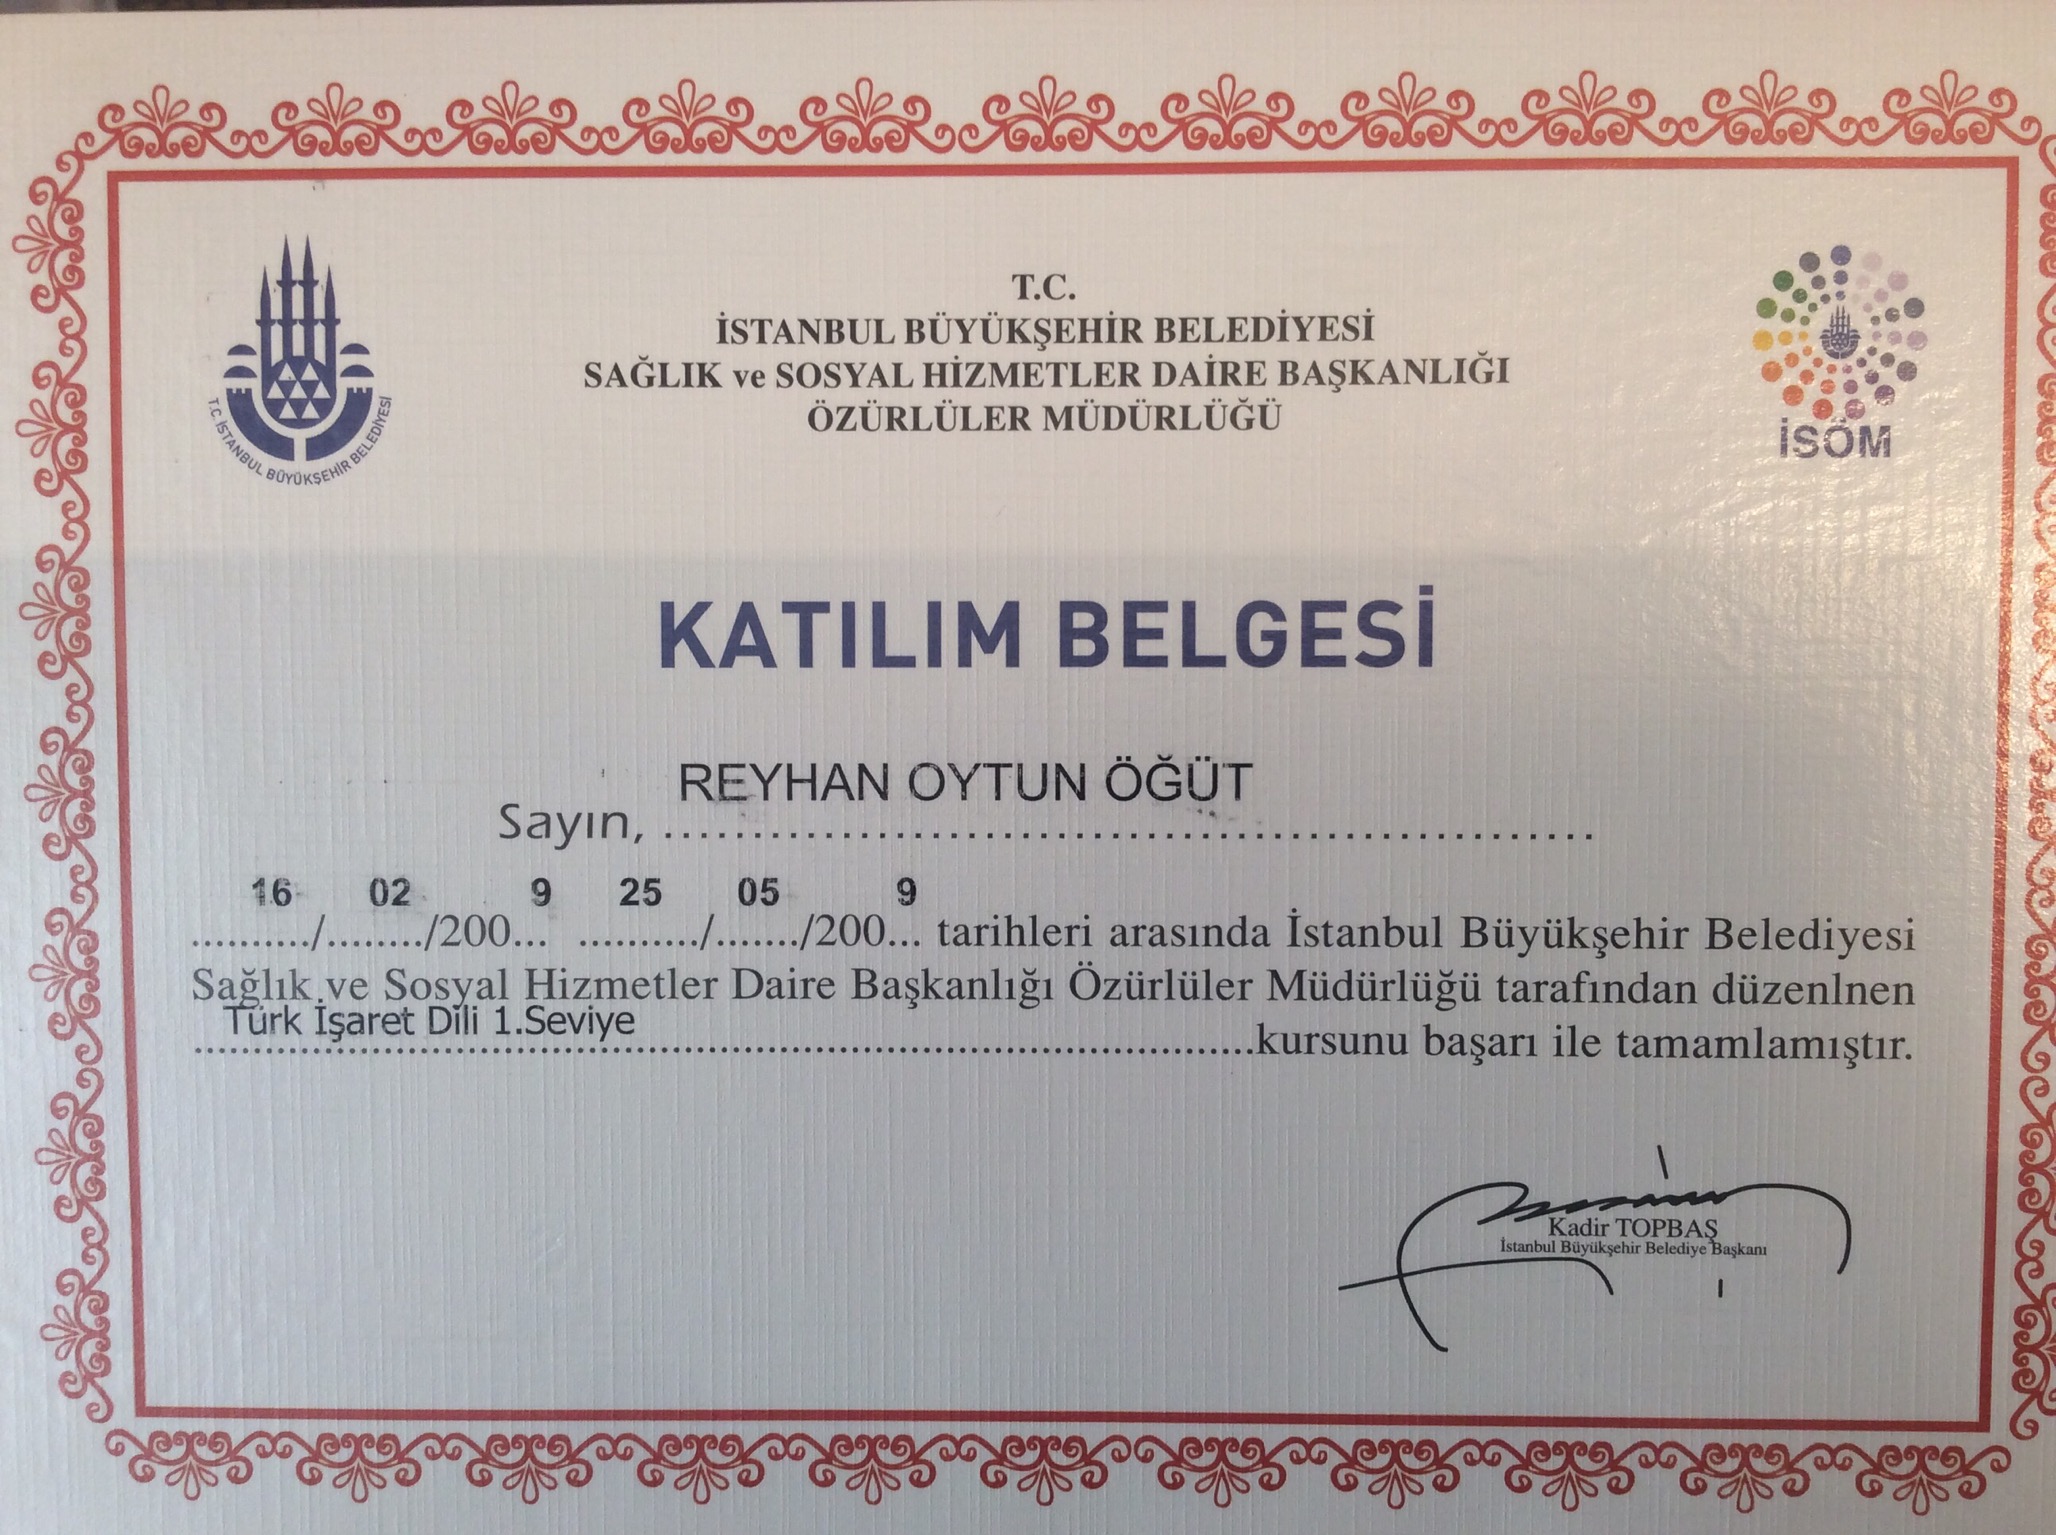 T.C.
İSTANBUL BÜYÜKŞEHİR BELEDİYESİ
SAĞLIK ve SOSYAL HİZMETLER DAİRE BAŞKANLIĞI
ÖZÜRLÜLER MÜDÜRLÜĞÜ
T.C. İSTANBUL BÜYÜKŞEHİR BELEDİYESİ
İSÖM
KATILIM BELGESİ
REYHAN OYTUN ÖĞÜT
Sayın, ................................................................
16 02 9 25 05 9
........../......../200... ........../......./200... tarihleri arasında İstanbul Büyükşehir Belediyesi
Sağlık ve Sosyal Hizmetler Daire Başkanlığı Özürlüler Müdürlüğü tarafından düzenlnen
Türk İşaret Dili 1.Seviye
................................................................kursunu başarı ile tamamlamıştır.
Kadir TOPBAŞ
İstanbul Büyükşehir Belediye Başkanı